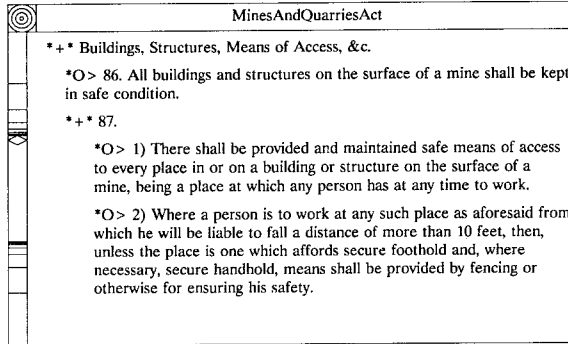 MinesAndQuarriesAct
*+* Buildings, Structures, Means of Access, &c.
*O> 86. All buildings and structures on the surface of a mine shall be kept
in safe condition.
*+* 87.
*O> 1) There shall be provided and maintained safe means of access
to every place in or on a building or structure on the surface of a
mine, being a place at which any person has at any time to work.
*O> 2) Where a person is to work at any such place as aforesaid from
which he will be liable to fall a distance of more than 10 feet, then,
unless the place is one which affords secure foothold and, where
necessary, secure handhold, means shall be provided by fencing or
otherwise for ensuring his safety.